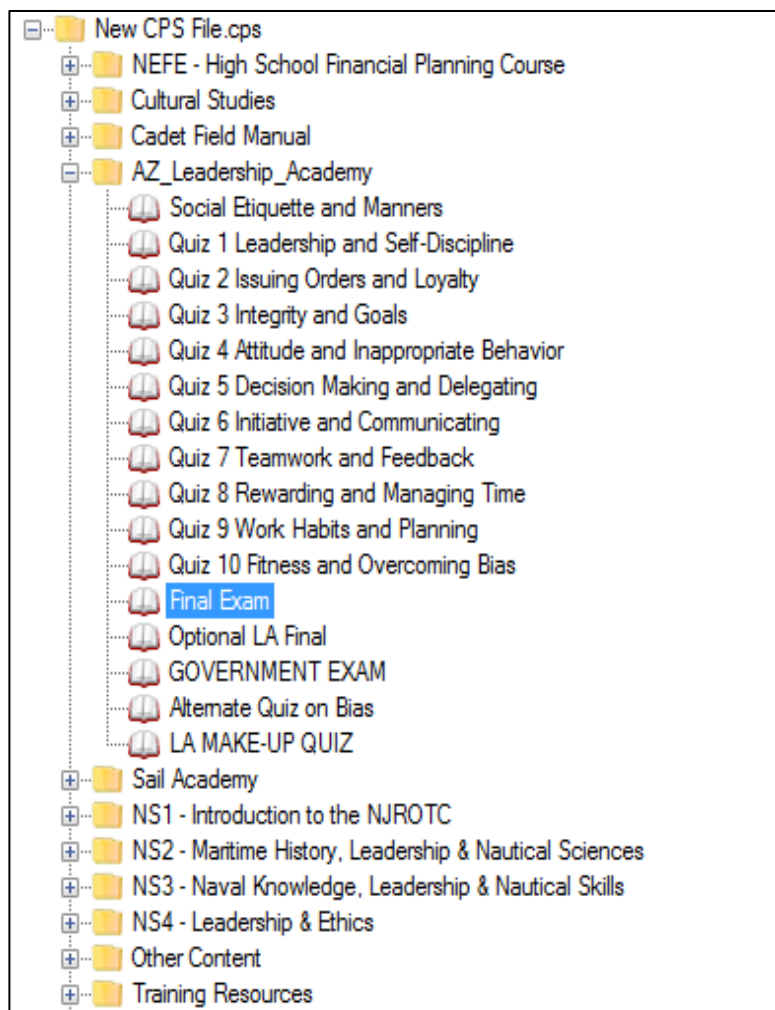 New CPS File.cps
NEFE - High School Financial Planning Course
Cultural Studies
Cadet Field Manual
AZ_Leadership_Academy
Social Etiquette and Manners
Quiz 1 Leadership and Self-Discipline
Quiz 2 Issuing Orders and Loyalty
Quiz 3 Integrity and Goals
Quiz 4 Attitude and Inappropriate Behavior
Quiz 5 Decision Making and Delegating
Quiz 6 Initiative and Communicating
Quiz 7 Teamwork and Feedback
Quiz 8 Rewarding and Managing Time
Quiz 9 Work Habits and Planning
Quiz 10 Fitness and Overcoming Bias
Final Exam
Optional LA Final
GOVERNMENT EXAM
Alternate Quiz on Bias
LA MAKE-UP QUIZ
Sail Academy
NS1 - Introduction to the NJROTC
NS2 - Maritime History, Leadership & Nautical Sciences
NS3 - Naval Knowledge, Leadership & Nautical Skills
NS4 - Leadership & Ethics
Other Content
Training Resources